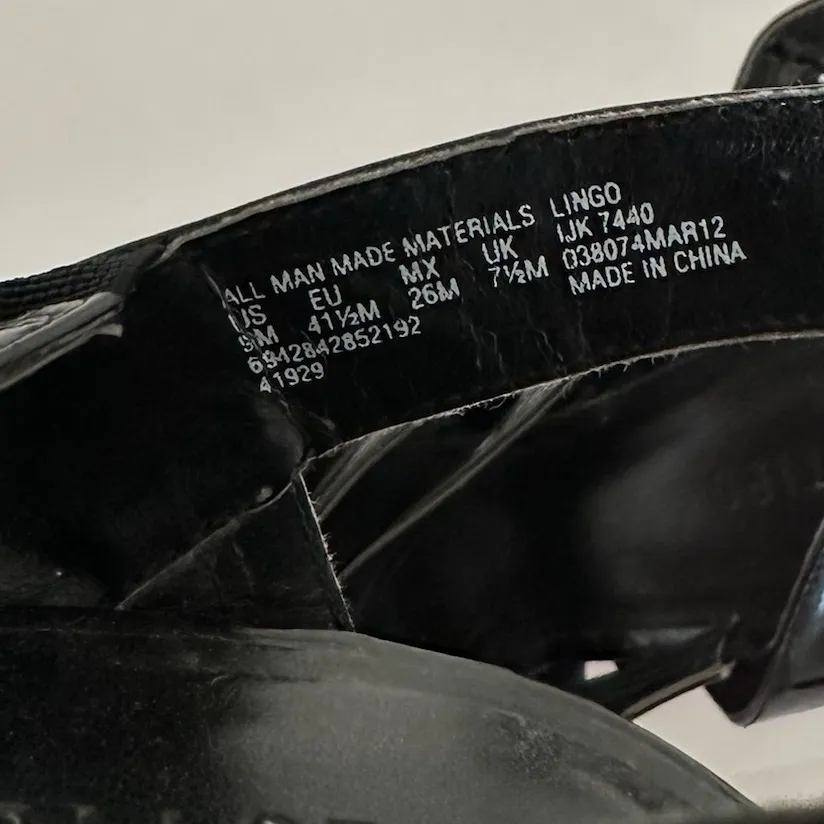 ALL MAN MADE MATERIALS LINGO
US EU MX UK IJK 7440
9M 41½M 26M 7½M 038074MAR12
6942842852192 MADE IN CHINA
41929